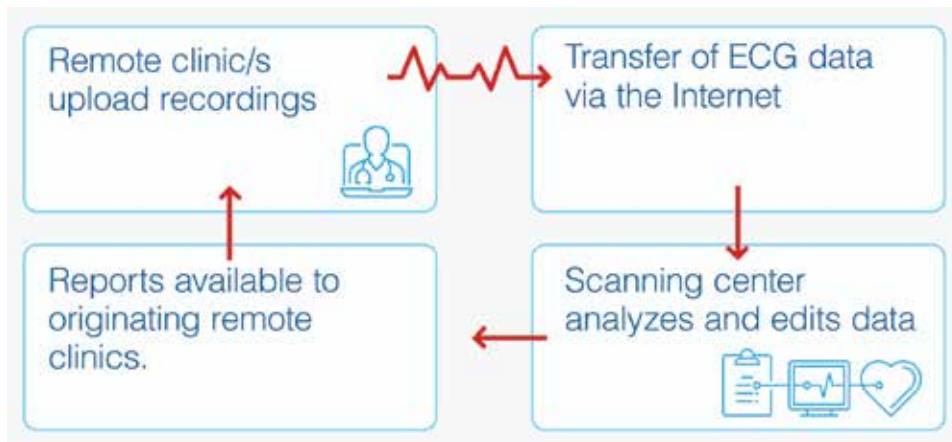 Remote clinic/s
upload recordings
Transfer of ECG data
via the Internet
Reports available to
originating remote
clinics.
Scanning center
analyzes and edits data